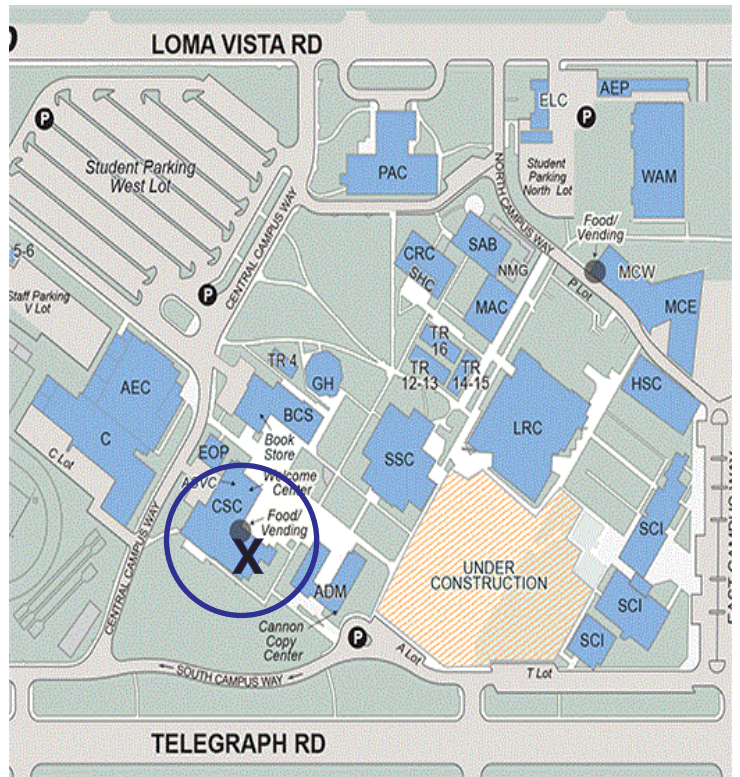 LOMA VISTA RD
P
P
ELC
AEP
WAM
Student
Parking
North Lot
Student Parking
West Lot
PAC
NORTH CAMPUS WAY
CENTRAL CAMPUS WAY
P
5-6
Staff Parking
V Lot
Food/
Vending
CRC
SHC
SAB
NMG
MAC
P Lot
MCW
MCE
TR
16
TR
12-13
TR
14-15
TR 4
GH
AEC
C
C Lot
BCS
Book
Store
EOP
ASVC
Welcome
Center
CSC
Food/
Vending
X
SSC
LRC
HSC
SCI
SCI
SCI
UNDER
CONSTRUCTION
ADM
Cannon
Copy
Center
P
A Lot
T Lot
CENTRAL CAMPUS WAY
SOUTH CAMPUS WAY
EAST CAMPUS WAY
TELEGRAPH RD